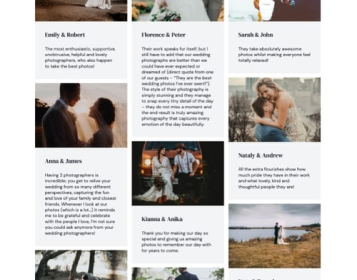 Emily & Robert
The most enthusiastic, supportive,
unintrusive, helpful and lovely
photographers, who also happen
to take the best photos!
Anna & James
Having 2 photographers is
incredible; you get to relive your
wedding from so many different
perspectives, capturing the fun
and love of your family and closest
friends. Whenever I look at our
photos (which is a lot...) it reminds
me to be grateful and celebrate
with the people I love. I'm not sure
you could ask anymore from your
wedding photographers!
Florence & Peter
Their work speaks for itself, but I
still have to add that our wedding
photographs are better than we
could have ever expected or
dreamed of (direct quote from one
of our guests – "They are the best
wedding photos I've ever seen!").
The style of their photography is
simply stunning and they manage
to snap every tiny detail of the day
– they do not miss a moment and
the end result is truly amazing
photography that captures every
emotion of the day beautifully.
Kianna & Anika
Thank you for making our day so
special and giving us amazing
photos to remember our day with
for years to come.
Sarah & John
They take absolutely awesome
photos whilst making everyone feel
totally relaxed!
Nataly & Andrew
All the extra flourishes show how
much pride they have in their work
and what lovely, kind and
thoughtful people they are!